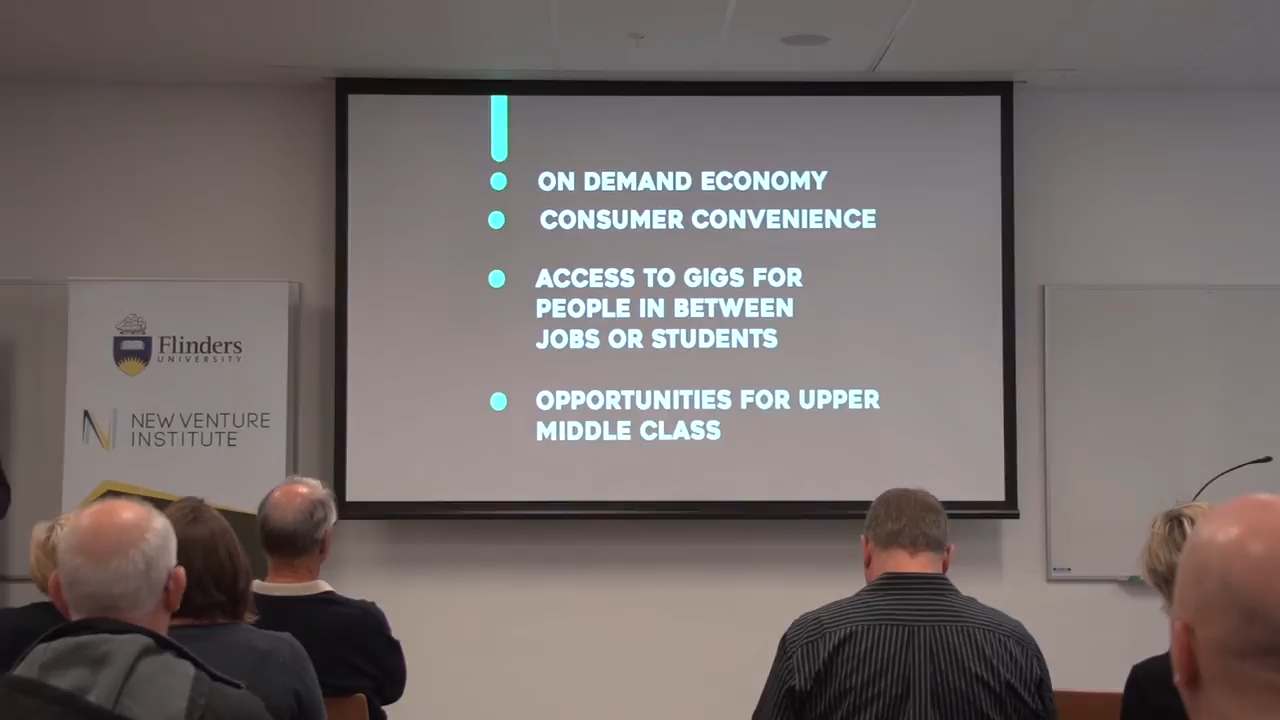 ON DEMAND ECONOMY
CONSUMER CONVENIENCE
ACCESS TO GIGS FOR
PEOPLE IN BETWEEN
JOBS OR STUDENTS
OPPORTUNITIES FOR UPPER
MIDDLE CLASS
Flinders
UNIVERSITY
NEW VENTURE
INSTITUTE